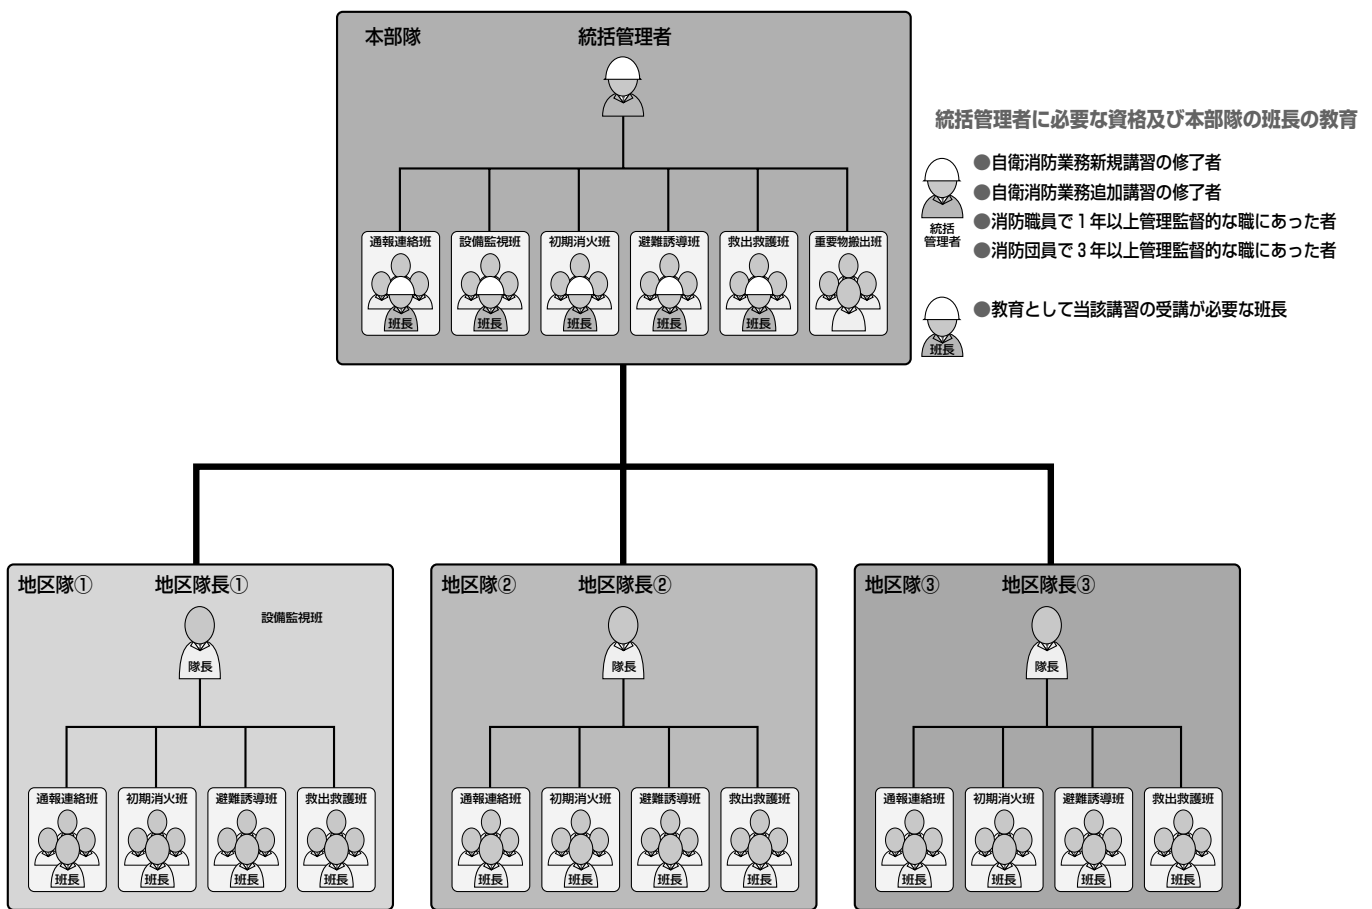 本部隊
統括管理者
統括管理者に必要な資格及び本部隊の班長の教育
●自衛消防業務新規講習の修了者
●自衛消防業務追加講習の修了者
●消防職員で1年以上管理監督的な職にあった者
●消防団員で3年以上管理監督的な職にあった者
統括
管理者
●教育として当該講習の受講が必要な班長
班長
通報連絡班
設備監視班
初期消火班
避難誘導班
救出救護班
重要物搬出班
班長
班長
班長
班長
班長
地区隊①
地区隊長①
設備監視班
隊長
通報連絡班
初期消火班
避難誘導班
救出救護班
班長
班長
班長
班長
地区隊②
地区隊長②
隊長
通報連絡班
初期消火班
避難誘導班
救出救護班
班長
班長
班長
班長
地区隊③
地区隊長③
隊長
通報連絡班
初期消火班
避難誘導班
救出救護班
班長
班長
班長
班長